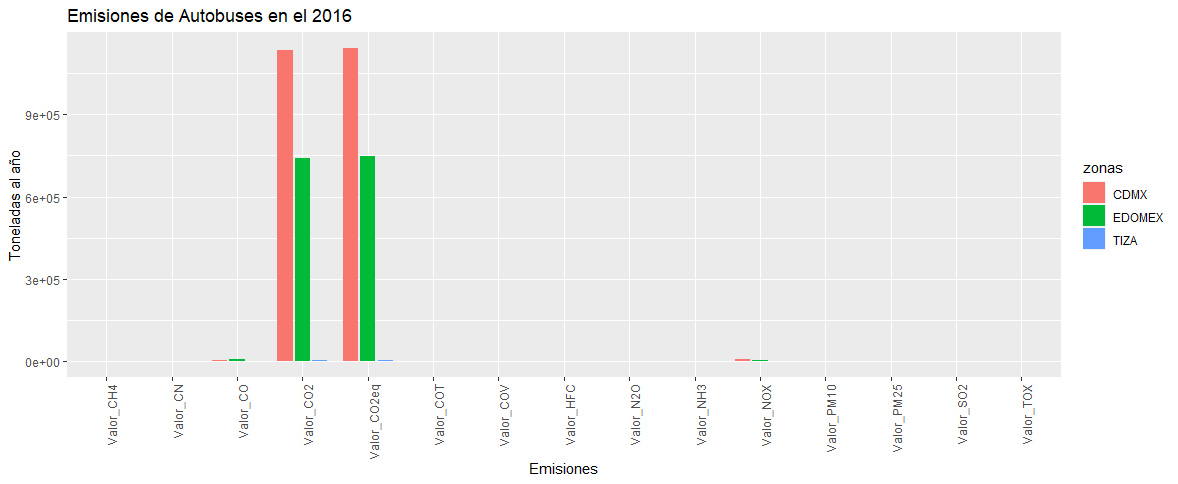 Emisiones de Autobuses en el 2016
Toneladas al año
9e+05
6e+05
3e+05
0e+00
Valor_CH4
Valor_CN
Valor_CO
Valor_CO2
Valor_CO2eq
Valor_COT
Valor_COV
Valor_HFC
Valor_N2O
Valor_NH3
Valor_NOX
Valor_PM10
Valor_PM25
Valor_SO2
Valor_TOX
Emisiones
zonas
CDMX
EDOMEX
TIZA